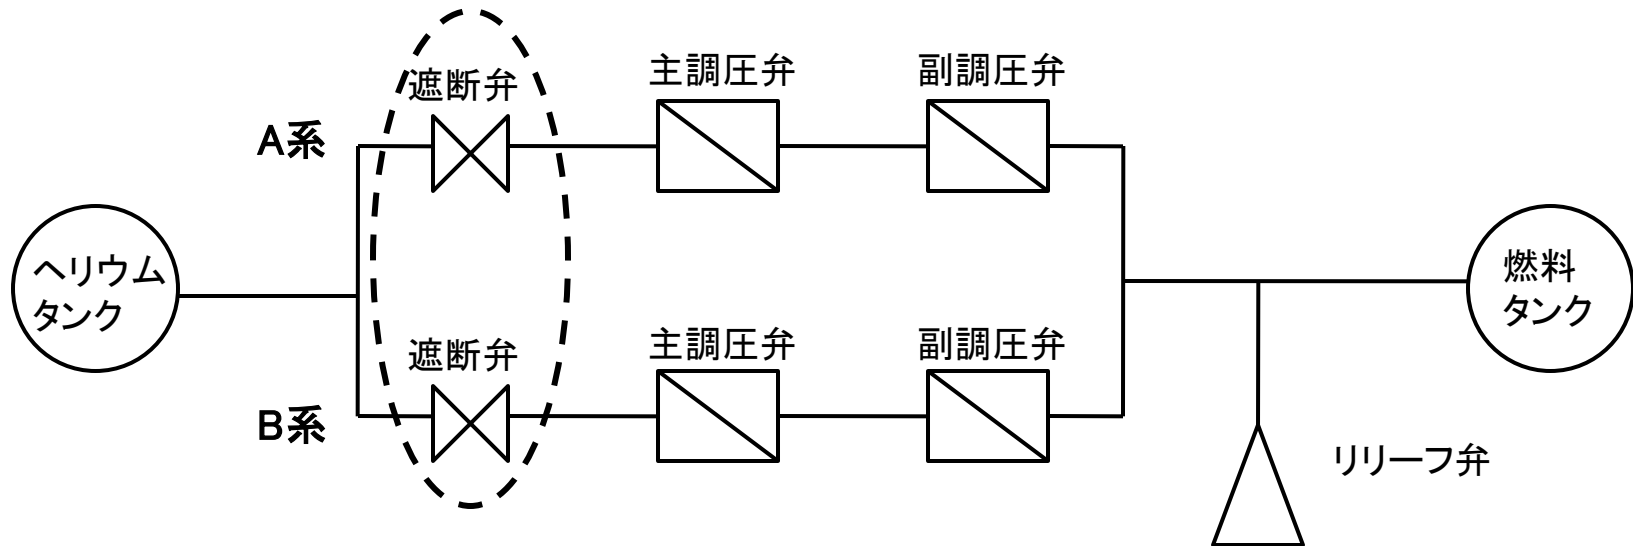 遮断弁
主調圧弁
副調圧弁
A系
ヘリウム
タンク
燃料
タンク
遮断弁
主調圧弁
副調圧弁
B系
リリーフ弁